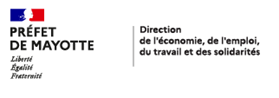 PRÉFET
DE MAYOTTE
Liberté
Égalité
Fraternité
Direction
de l'économie, de l'emploi,
du travail et des solidarités